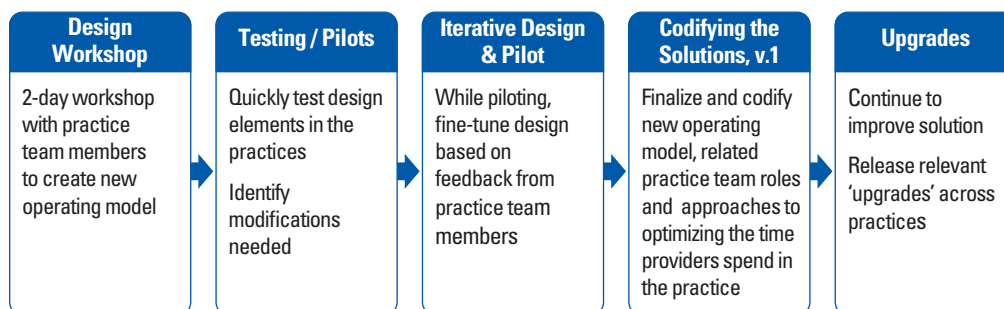 Design
Workshop
2-day workshop
with practice
team members
to create new
operating model
Testing / Pilots
Quickly test design
elements in the
practices
Identify
modifications
needed
Iterative Design
& Pilot
While piloting,
fine-tune design
based on
feedback from
practice team
members
Codifying the
Solutions, v.1
Finalize and codify
new operating
model, related
practice team roles
and approaches to
optimizing the time
providers spend in
the practice
Upgrades
Continue to
improve solution
Release relevant
‘upgrades’ across
practices